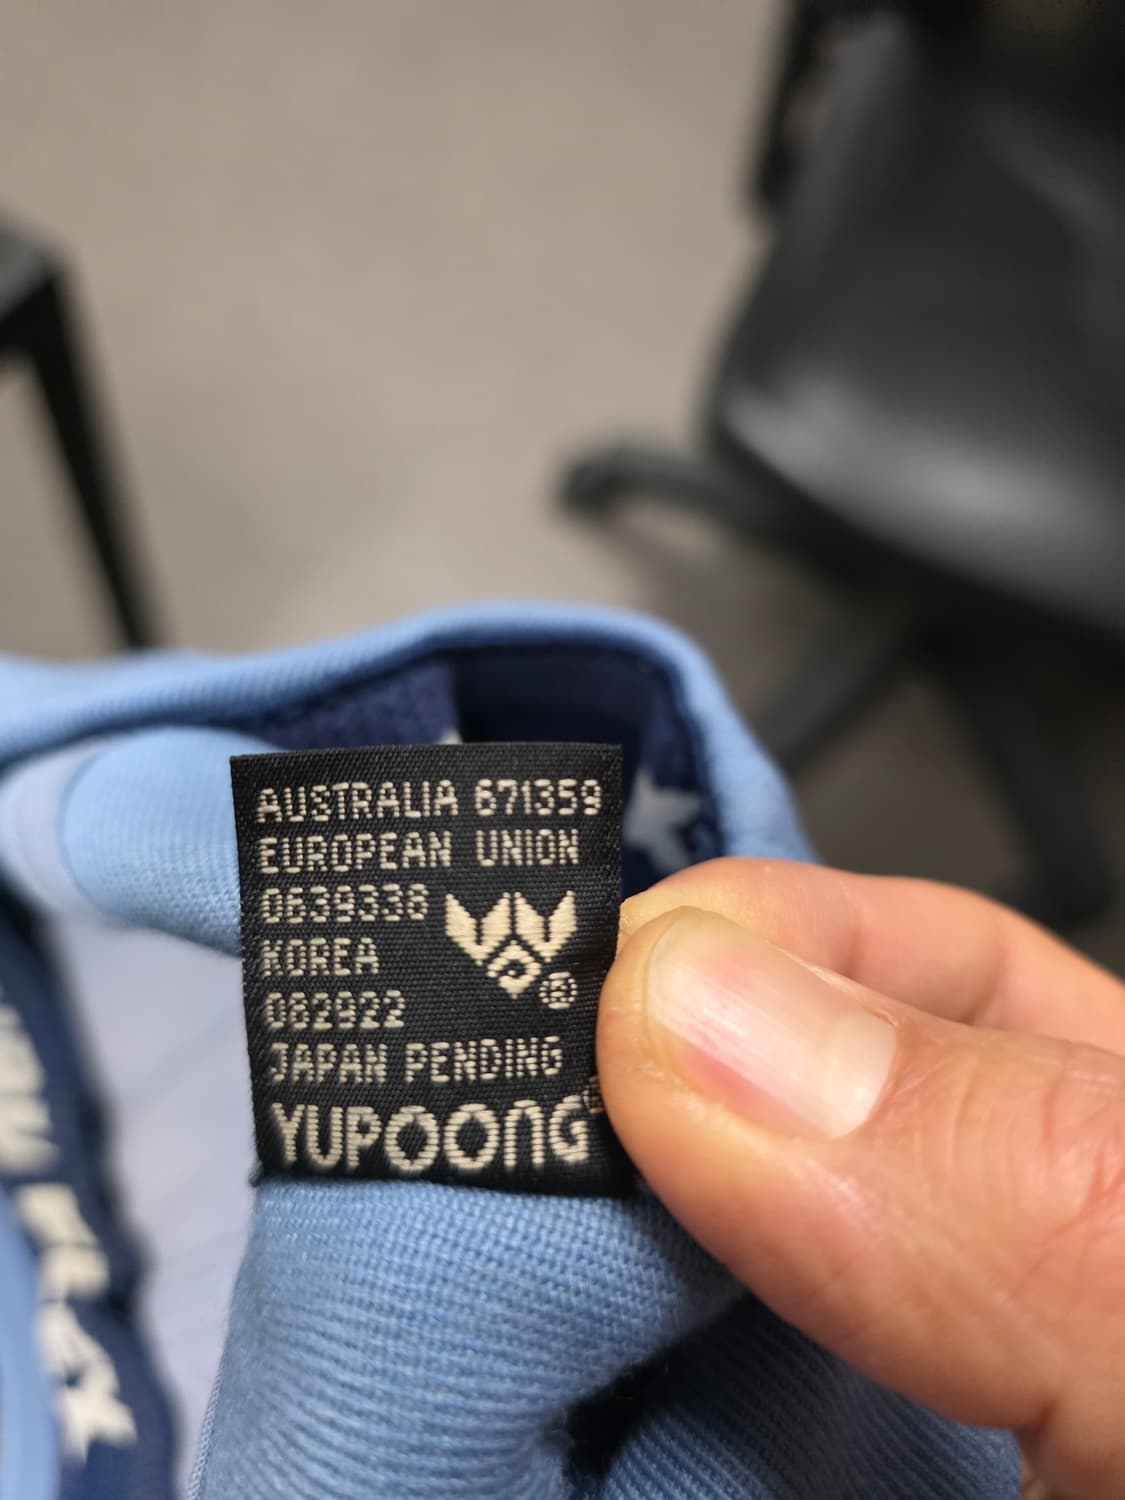 AUSTRALIA 671359
EUROPEAN UNION
0639336
KOREA
062922
JAPAN PENDING
YUPOONG